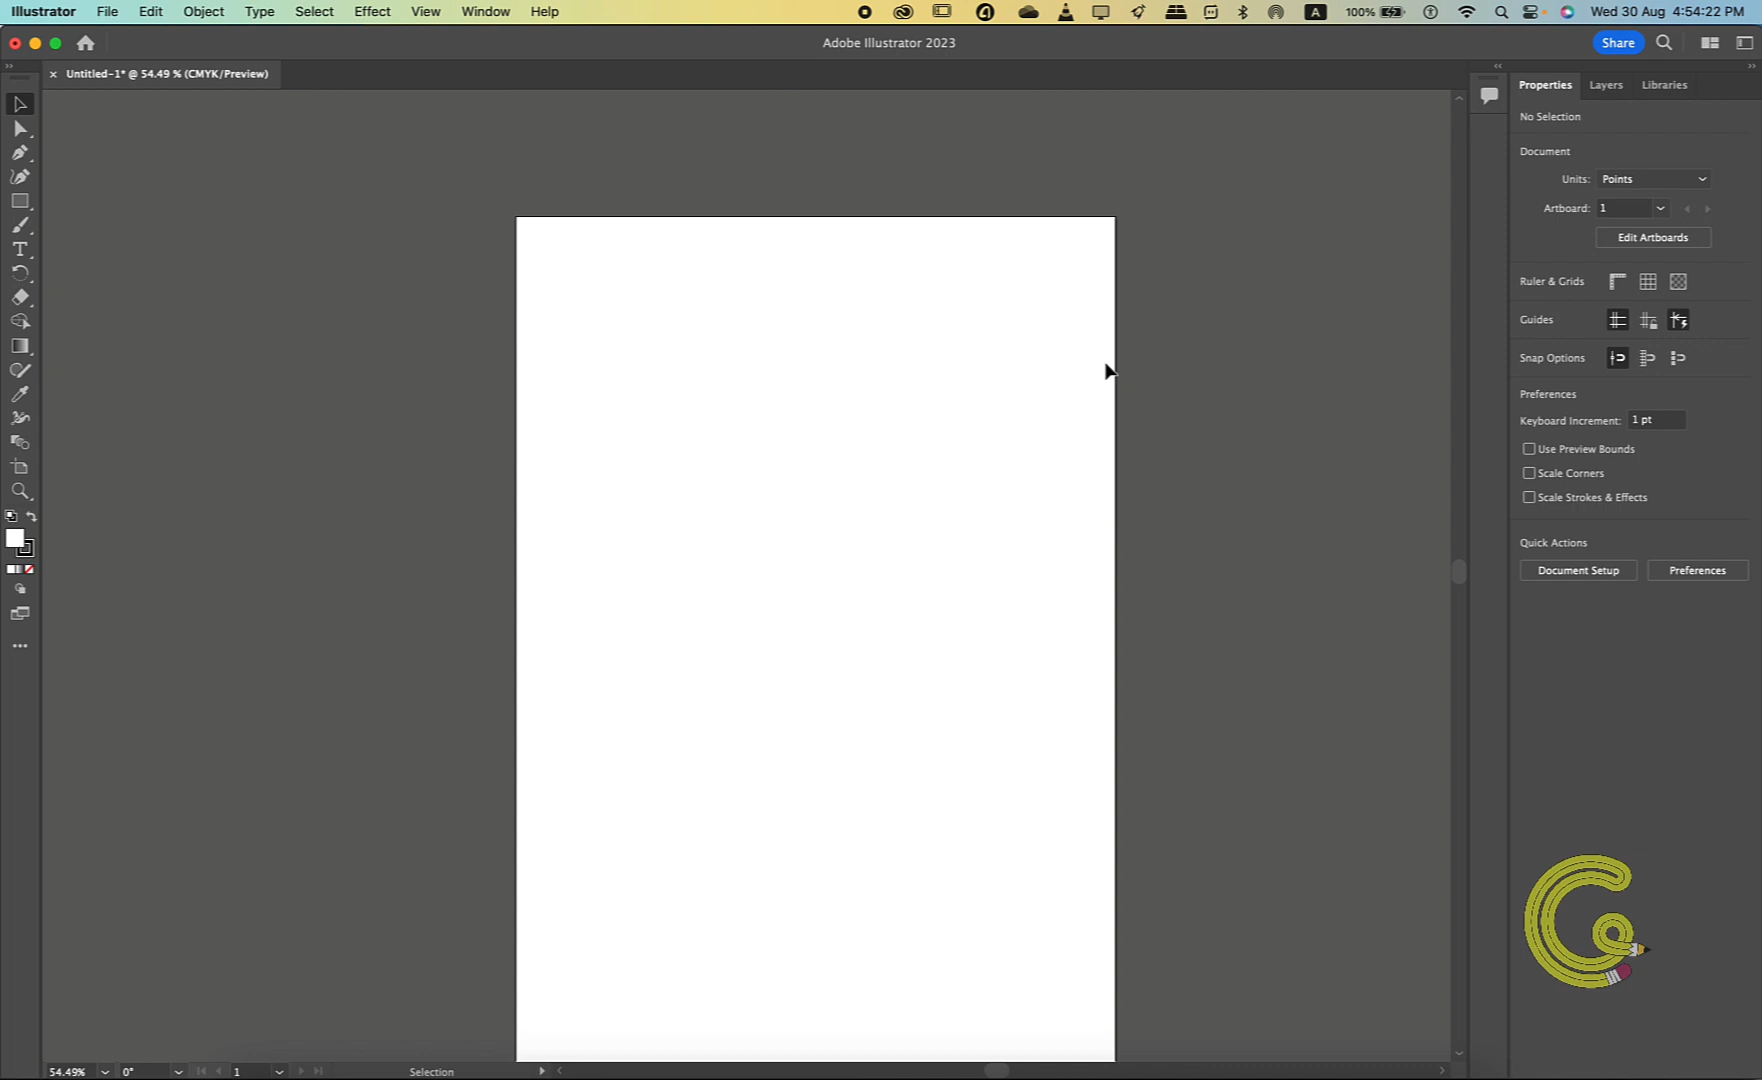 Illustrator File Edit Object Type Select Effect View Window Help A 100% Wed 30 Aug 4:54:22 PM
Adobe Illustrator 2023 Share
× Untitled-1* @ 54.49 % (CMYK/Preview)
Properties Layers Libraries
No Selection
Document
Units: Points
Artboard: 1
Edit Artboards
Ruler & Grids
Guides
Snap Options
Preferences
Keyboard Increment: 1 pt
Use Preview Bounds
Scale Corners
Scale Strokes & Effects
Quick Actions
Document Setup Preferences
54.49% 0° 1 Selection